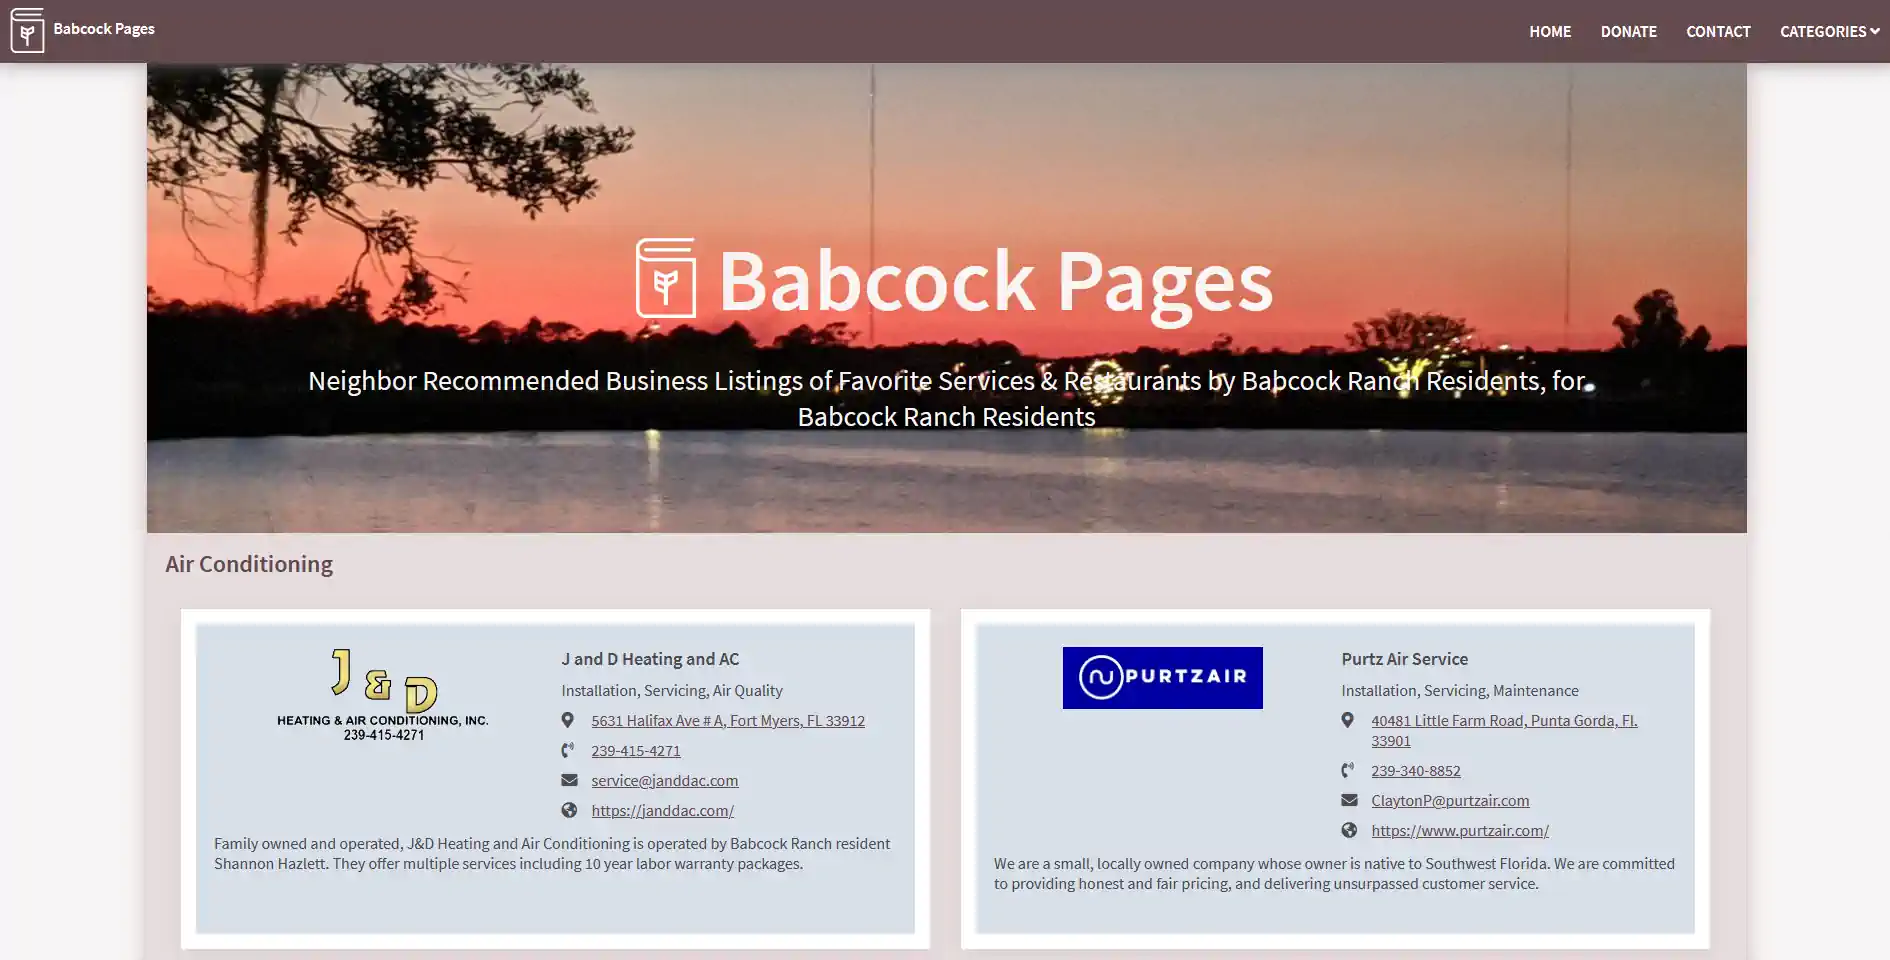 Babcock Pages
HOME
DONATE
CONTACT
CATEGORIES
Babcock Pages
Neighbor Recommended Business Listings of Favorite Services & Restaurants by Babcock Ranch Residents, for
Babcock Ranch Residents
Air Conditioning
J & D
HEATING & AIR CONDITIONING, INC.
239-415-4271
J and D Heating and AC
Installation, Servicing, Air Quality
5631 Halifax Ave # A, Fort Myers, FL 33912
239-415-4271
service@janddac.com
https://janddac.com/
Family owned and operated, J&D Heating and Air Conditioning is operated by Babcock Ranch resident
Shannon Hazlett. They offer multiple services including 10 year labor warranty packages.
PURTZAIR
Purtz Air Service
Installation, Servicing, Maintenance
40481 Little Farm Road, Punta Gorda, Fl.
33901
239-340-8852
ClaytonP@purtzair.com
https://www.purtzair.com/
We are a small, locally owned company whose owner is native to Southwest Florida. We are committed
to providing honest and fair pricing, and delivering unsurpassed customer service.